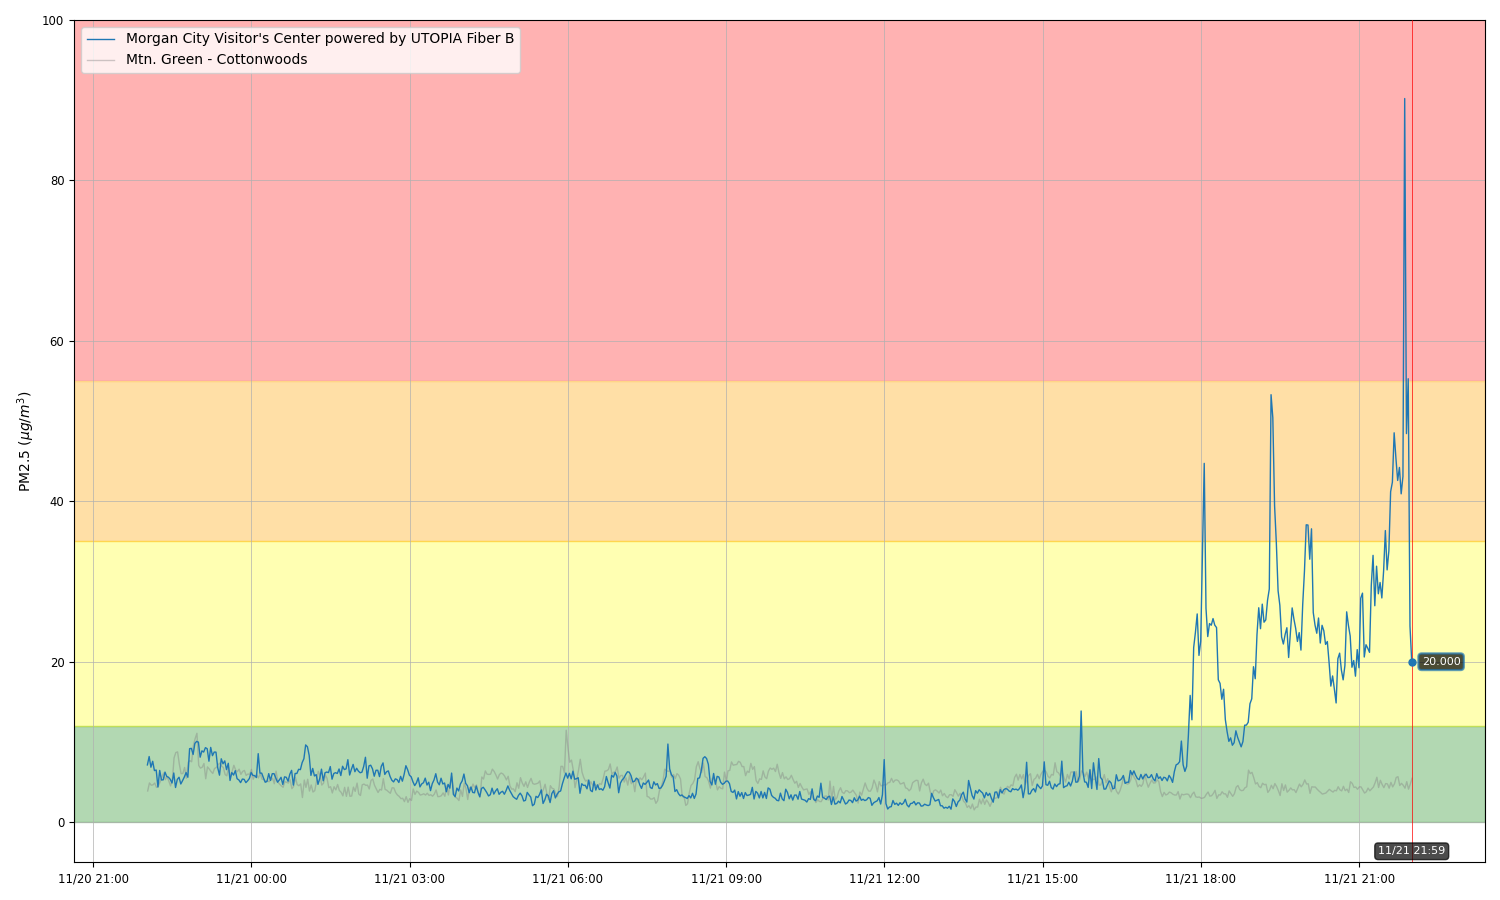 100
Morgan City Visitor's Center powered by UTOPIA Fiber B
Mtn. Green - Cottonwoods
80
60
PM2.5 (µg/m³)
40
20
20.000
0
11/21 21:59
11/20 21:00 11/21 00:00 11/21 03:00 11/21 06:00 11/21 09:00 11/21 12:00 11/21 15:00 11/21 18:00 11/21 21:00